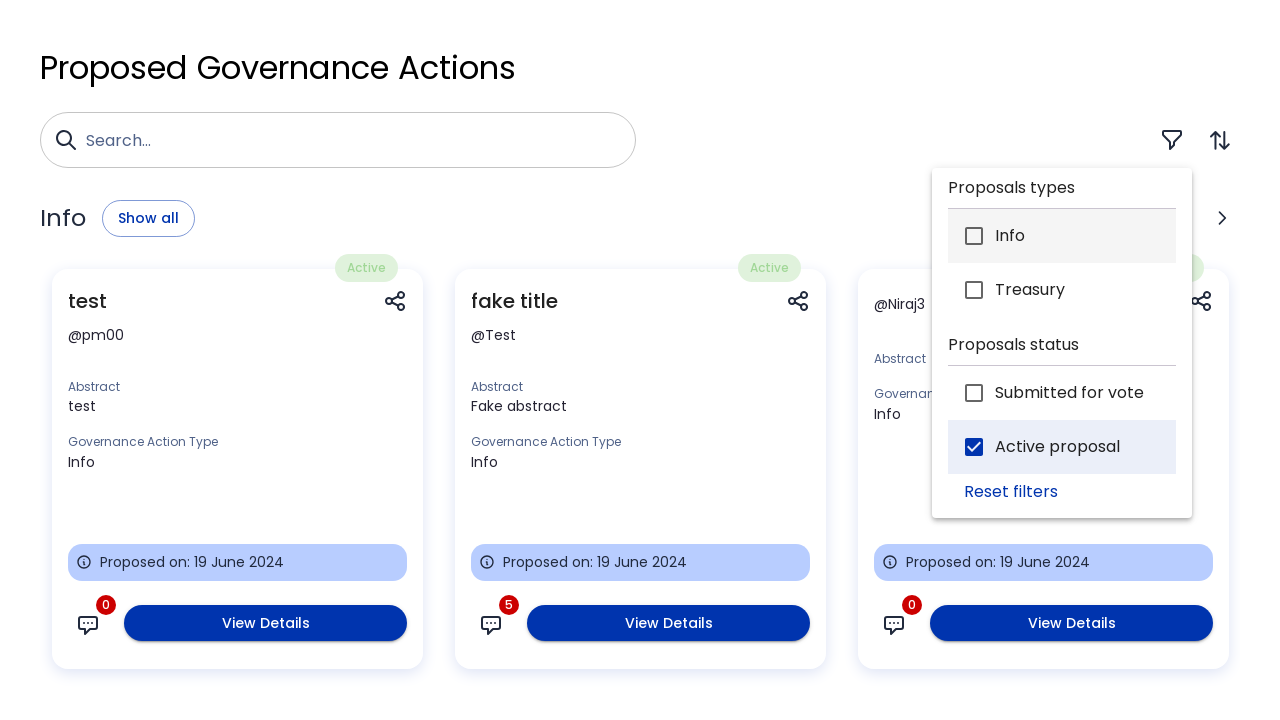 Proposed Governance Actions
Search...
Info
Show all
Proposals types
Info
Treasury
Proposals status
Submitted for vote
Active proposal
Reset filters
Active
test
@pm00
Abstract
test
Governance Action Type
Info
Proposed on: 19 June 2024
0
View Details
Active
fake title
@Test
Abstract
Fake abstract
Governance Action Type
Info
Proposed on: 19 June 2024
5
View Details
@Niraj3
Abstract
Info
Proposed on: 19 June 2024
0
View Details